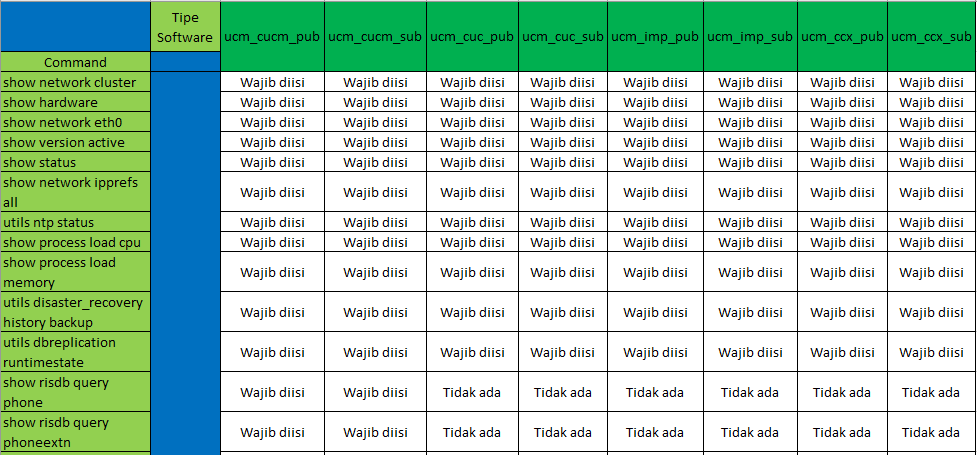 Tipe Software ucm_cucm_pub ucm_cucm_sub ucm_cuc_pub ucm_cuc_sub ucm_imp_pub ucm_imp_sub ucm_ccx_pub ucm_ccx_sub
Command
show network cluster Wajib diisi Wajib diisi Wajib diisi Wajib diisi Wajib diisi Wajib diisi Wajib diisi Wajib diisi
show hardware Wajib diisi Wajib diisi Wajib diisi Wajib diisi Wajib diisi Wajib diisi Wajib diisi Wajib diisi
show network eth0 Wajib diisi Wajib diisi Wajib diisi Wajib diisi Wajib diisi Wajib diisi Wajib diisi Wajib diisi
show version active Wajib diisi Wajib diisi Wajib diisi Wajib diisi Wajib diisi Wajib diisi Wajib diisi Wajib diisi
show status Wajib diisi Wajib diisi Wajib diisi Wajib diisi Wajib diisi Wajib diisi Wajib diisi Wajib diisi
show network ipprefs all Wajib diisi Wajib diisi Wajib diisi Wajib diisi Wajib diisi Wajib diisi Wajib diisi Wajib diisi
utils ntp status Wajib diisi Wajib diisi Wajib diisi Wajib diisi Wajib diisi Wajib diisi Wajib diisi Wajib diisi
show process load cpu Wajib diisi Wajib diisi Wajib diisi Wajib diisi Wajib diisi Wajib diisi Wajib diisi Wajib diisi
show process load memory Wajib diisi Wajib diisi Wajib diisi Wajib diisi Wajib diisi Wajib diisi Wajib diisi Wajib diisi
utils disaster_recovery history backup Wajib diisi Wajib diisi Wajib diisi Wajib diisi Wajib diisi Wajib diisi Wajib diisi Wajib diisi
utils dbreplication runtimestate Wajib diisi Wajib diisi Wajib diisi Wajib diisi Wajib diisi Wajib diisi Wajib diisi Wajib diisi
show risdb query phone Wajib diisi Wajib diisi Tidak ada Tidak ada Tidak ada Tidak ada Tidak ada Tidak ada
show risdb query phoneextn Wajib diisi Wajib diisi Tidak ada Tidak ada Tidak ada Tidak ada Tidak ada Tidak ada